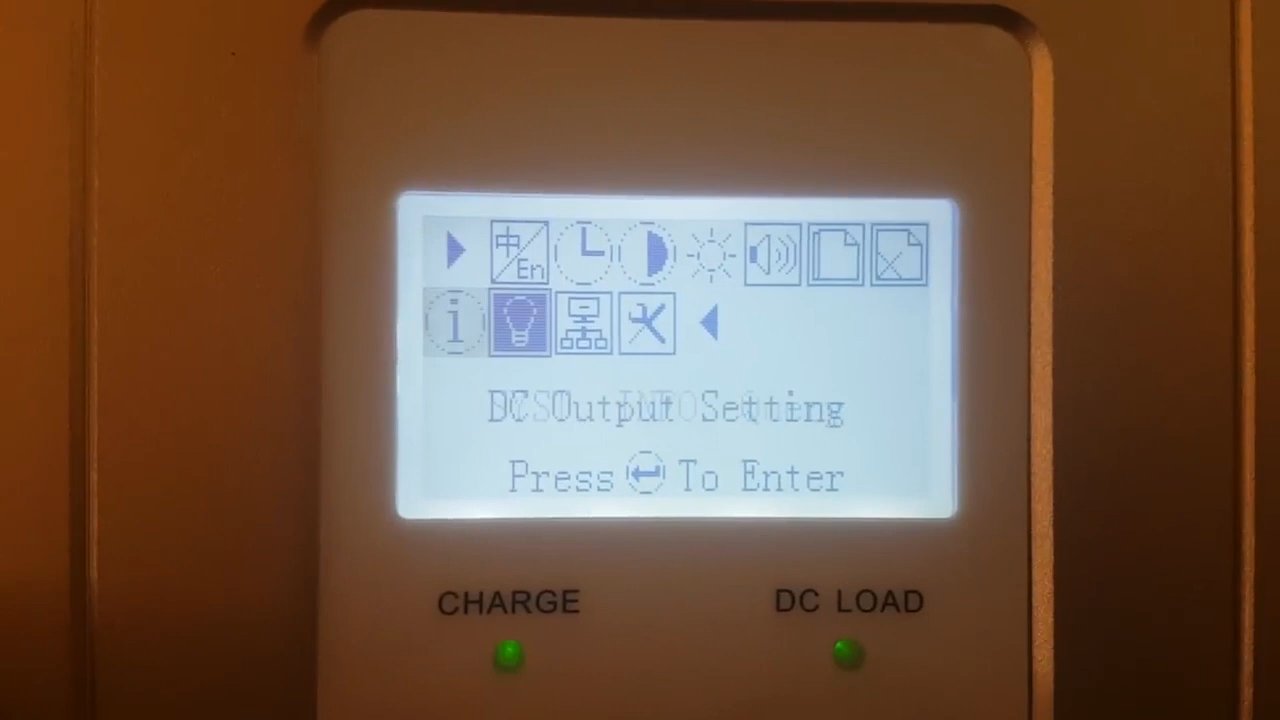 中/En
i
DC Output Setting
Press To Enter
CHARGE DC LOAD